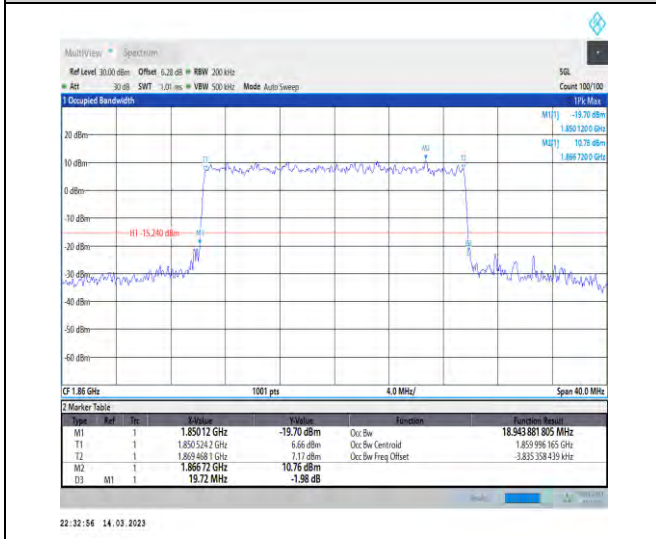 MultiView Spectrum
Ref Level 30.00 dBm Offset 6.28 dB RBW 200 kHz SGL
Att 30 dB SWT 1.01 ms VBW 500 kHz Mode Auto Sweep Count 100/100
1 Occupied Bandwidth 1Pk Max
M1[1] -19.70 dBm
1.850 120 0 GHz
M2[1] 10.76 dBm
1.866 720 0 GHz
20 dBm
M2
T1 T2
10 dBm
0 dBm
-10 dBm
H1 -15.240 dBm M1
-20 dBm
-30 dBm
-40 dBm
-50 dBm
-60 dBm
CF 1.86 GHz 1001 pts 4.0 MHz/ Span 40.0 MHz
2 Marker Table
Type Ref Trc X-Value Y-Value Function Function Result
M1 1 1.85012 GHz -19.70 dBm Occ Bw 18.943 881 805 MHz
T1 1 1.850 524 2 GHz 6.66 dBm Occ Bw Centroid 1.859 996 165 GHz
T2 1 1.869 468 1 GHz 7.17 dBm Occ Bw Freq Offset -3.835 358 439 kHz
M2 1 1.866 72 GHz 10.76 dBm
D3 M1 1 19.72 MHz -1.98 dB
22:32:56 14.03.2023